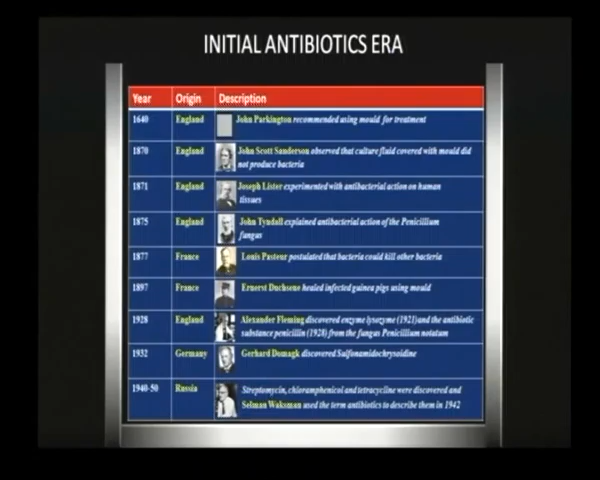 INITIAL ANTIBIOTICS ERA
Year Origin Description
1640 England John Parkington recommended using mould for treatment
1870 England John Scott Sanderson observed that culture fluid covered with mould did
not produce bacteria
1871 England Joseph Lister experimented with antibacterial action on human
tissues
1875 England John Tyndall explained antibacterial action of the Penicillium
fungus
1877 France Louis Pasteur postulated that bacteria could kill other bacteria
1897 France Ernerst Duchsene healed infected guinea pigs using mould
1928 England Alexander Fleming discovered enzyme lysozyme (1921) and the antibiotic
substance penicillin (1928) from the fungus Penicillium notatum
1932 Germany Gerhard Domagk discovered Sulfonamidochrysoidine
1940-50 Russia Streptomycin, chloramphenicol and tetracycline were discovered and
Selman Waksman used the term antibiotics to describe them in 1942